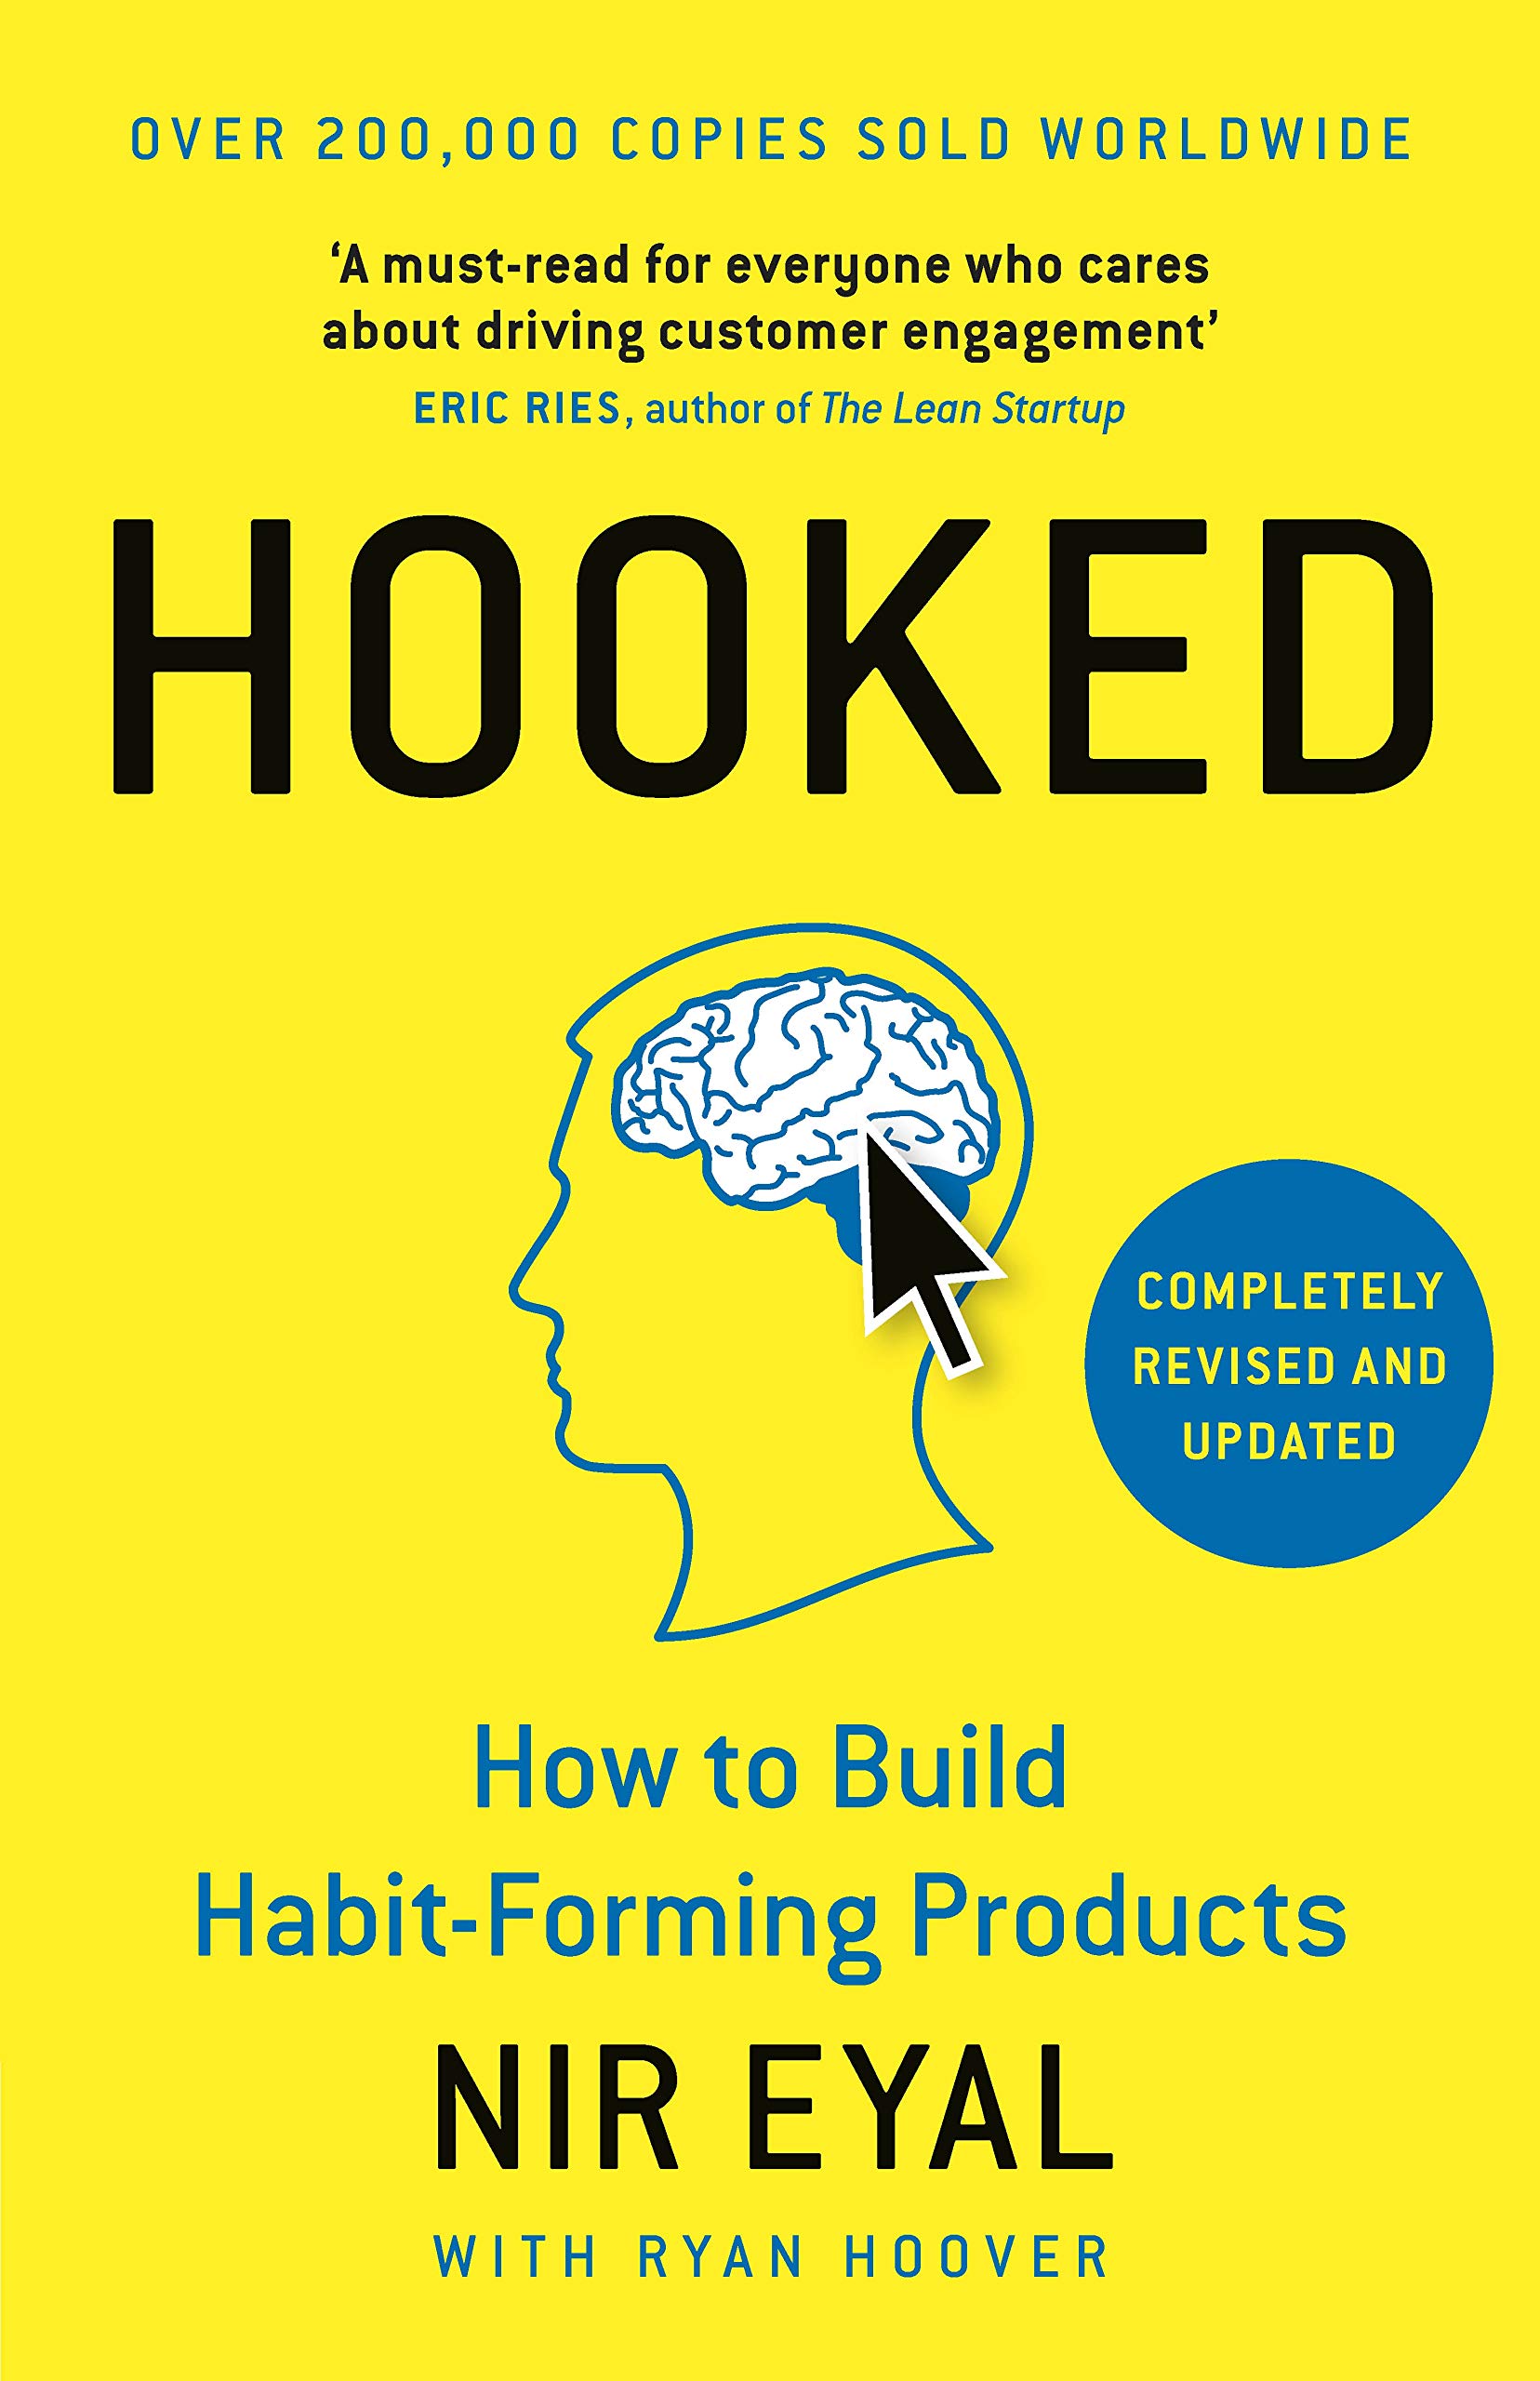 OVER 200,000 COPIES SOLD WORLDWIDE
‘A must-read for everyone who cares
about driving customer engagement’
ERIC RIES, author of The Lean Startup
HOOKED
COMPLETELY
REVISED AND
UPDATED
How to Build
Habit-Forming Products
NIR EYAL
WITH RYAN HOOVER